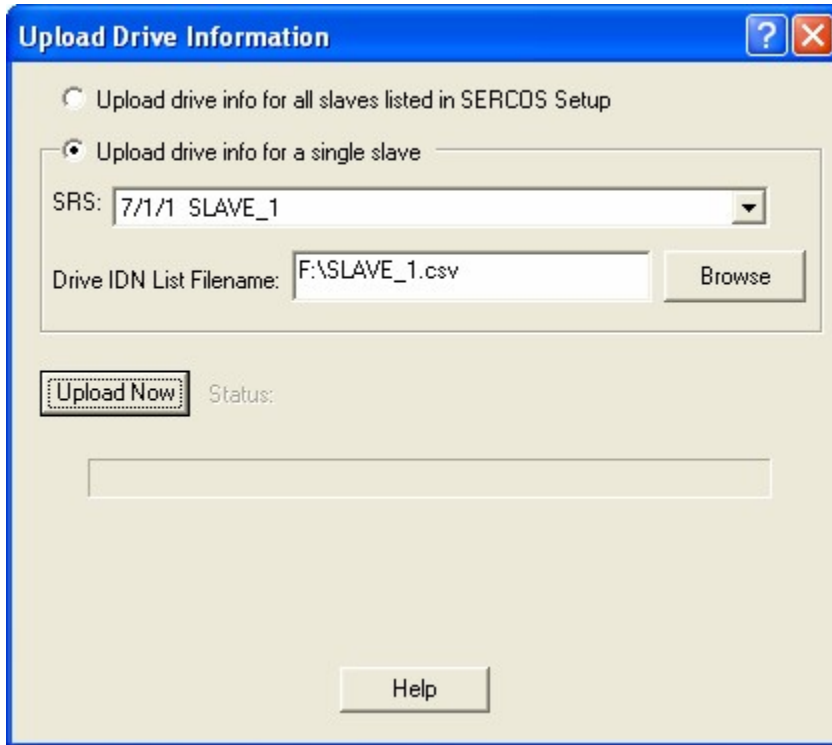 Upload Drive Information
Upload drive info for all slaves listed in SERCOS Setup
Upload drive info for a single slave
SRS: 7/1/1 SLAVE_1
Drive IDN List Filename: F:\SLAVE_1.csv Browse
Upload Now Status:
Help